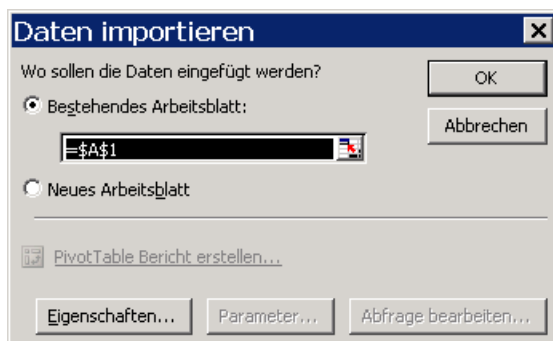 Daten importieren
Wo sollen die Daten eingefügt werden?
OK
Bestehendes Arbeitsblatt:
Abbrechen
=$A$1
Neues Arbeitsblatt
PivotTable Bericht erstellen...
Eigenschaften... Parameter... Abfrage bearbeiten...